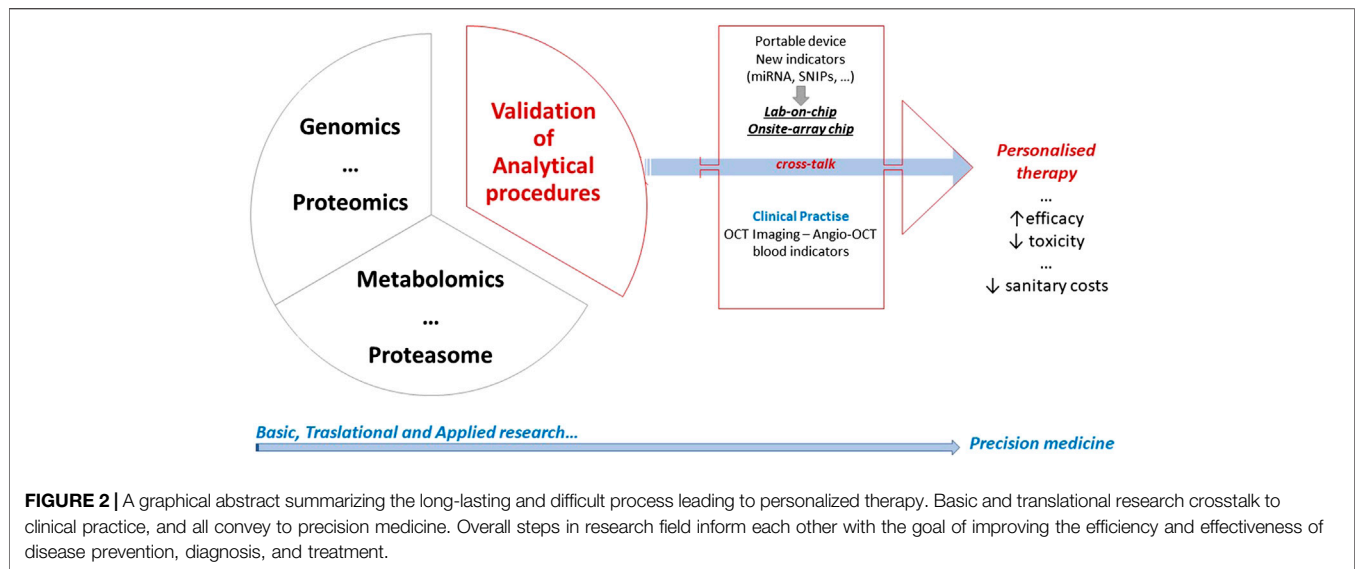 Genomics
...
Proteomics
Metabolomics
...
Proteasome
Validation
of
Analytical
procedures
Portable device
New indicators
(miRNA, SNIPs, ...)
Lab-on-chip
Onsite-array chip
cross-talk
Clinical Practise
OCT Imaging – Angio-OCT
blood indicators
Personalised
therapy
...
↑ efficacy
↓ toxicity
...
↓ sanitary costs
Basic, Traslational and Applied research...
Precision medicine
FIGURE 2 | A graphical abstract summarizing the long-lasting and difficult process leading to personalized therapy. Basic and translational research crosstalk to
clinical practice, and all convey to precision medicine. Overall steps in research field inform each other with the goal of improving the efficiency and effectiveness of
disease prevention, diagnosis, and treatment.